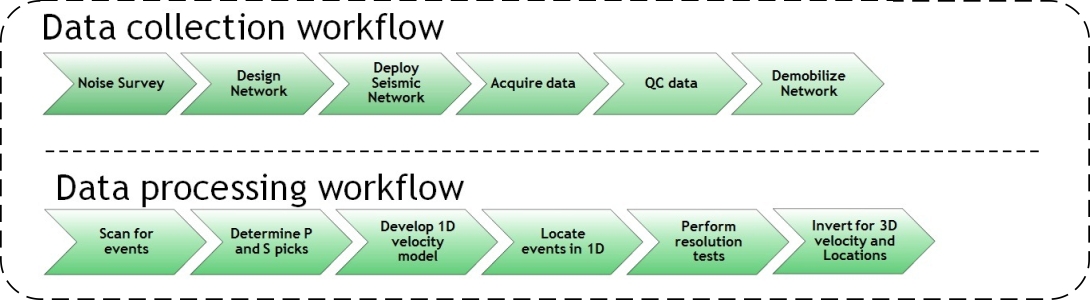 Data collection workflow
Noise Survey
Design
Network
Deploy
Seismic
Network
Acquire data
QC data
Demobilize
Network
Data processing workflow
Scan for
events
Determine P
and S picks
Develop 1D
velocity
model
Locate
events in 1D
Perform
resolution
tests
Invert for 3D
velocity and
Locations